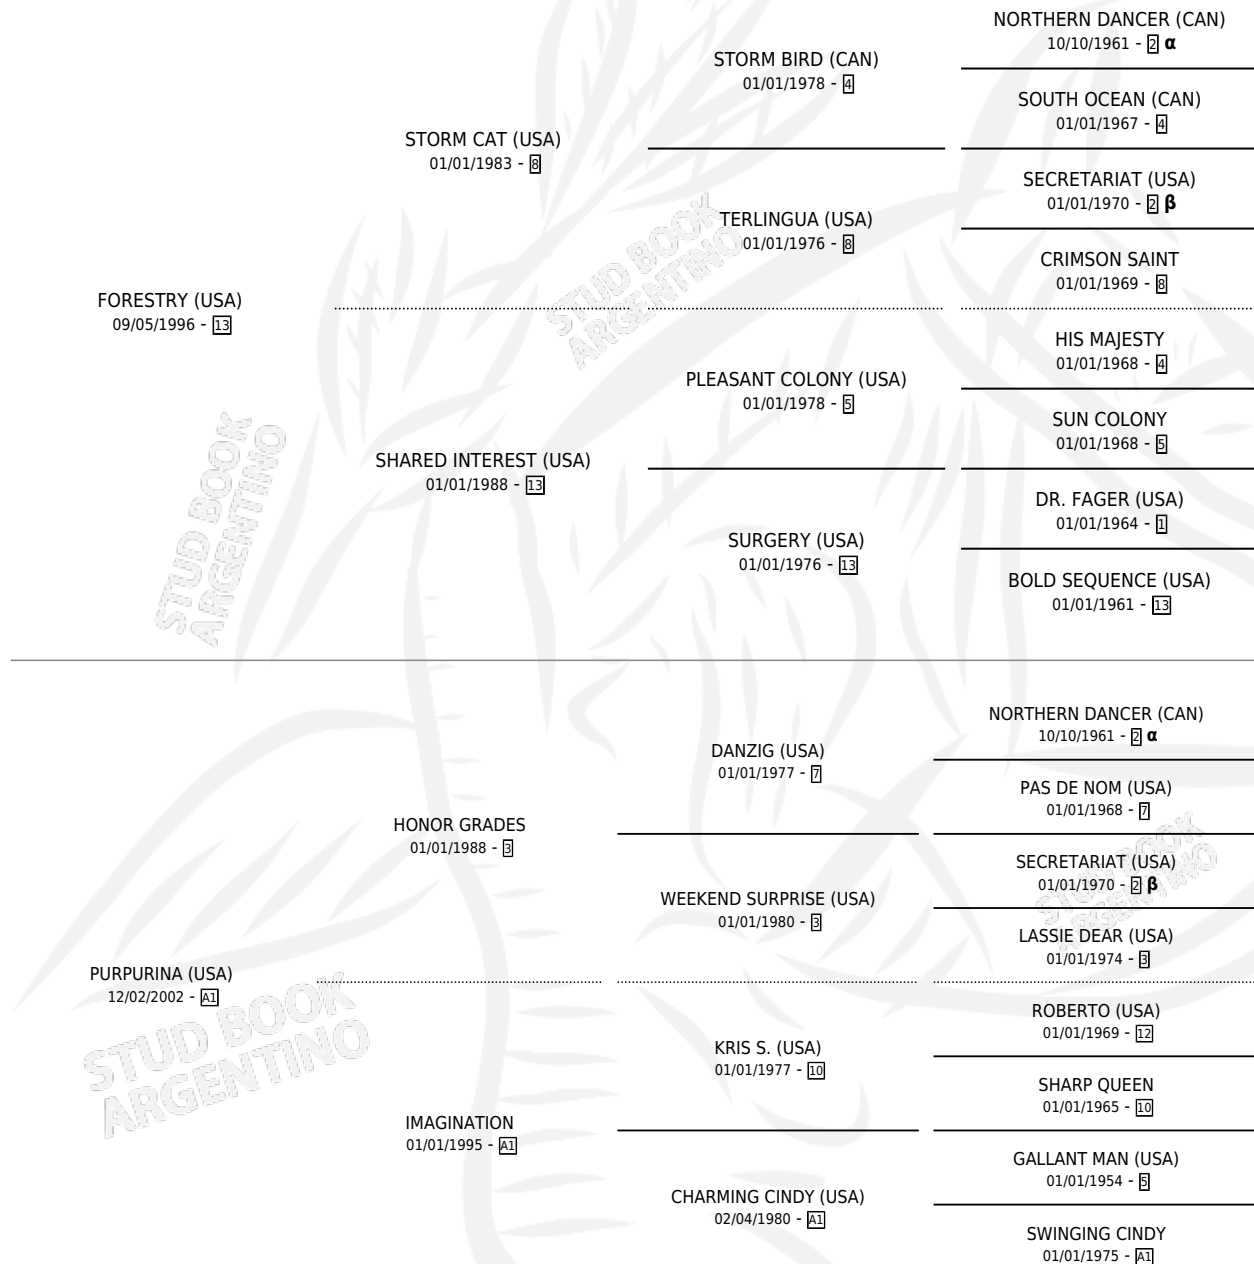 NORTHERN DANCER (CAN)
10/10/1961 - 2 α
STORM BIRD (CAN)
01/01/1978 - 4
SOUTH OCEAN (CAN)
01/01/1967 - 4
STORM CAT (USA)
01/01/1983 - 8
SECRETARIAT (USA)
01/01/1970 - 2 β
TERLINGUA (USA)
01/01/1976 - 8
CRIMSON SAINT
01/01/1969 - 8
FORESTRY (USA)
09/05/1996 - 13
HIS MAJESTY
01/01/1968 - 4
PLEASANT COLONY (USA)
01/01/1978 - 5
SUN COLONY
01/01/1968 - 5
SHARED INTEREST (USA)
01/01/1988 - 13
DR. FAGER (USA)
01/01/1964 - 1
SURGERY (USA)
01/01/1976 - 13
BOLD SEQUENCE (USA)
01/01/1961 - 13
NORTHERN DANCER (CAN)
10/10/1961 - 2 α
DANZIG (USA)
01/01/1977 - 7
PAS DE NOM (USA)
01/01/1968 - 7
HONOR GRADES
01/01/1988 - 3
SECRETARIAT (USA)
01/01/1970 - 2 β
WEEKEND SURPRISE (USA)
01/01/1980 - 3
LASSIE DEAR (USA)
01/01/1974 - 3
PURPURINA (USA)
12/02/2002 - A1
ROBERTO (USA)
01/01/1969 - 12
KRIS S. (USA)
01/01/1977 - 10
SHARP QUEEN
01/01/1965 - 10
IMAGINATION
01/01/1995 - A1
GALLANT MAN (USA)
01/01/1954 - 5
CHARMING CINDY (USA)
02/04/1980 - A1
SWINGING CINDY
01/01/1975 - A1
STUD BOOK
ARGENTINO
STUD BOOK
ARGENTINO
STUD BOOK
ARGENTINO
STUD BOOK
ARGENTINO